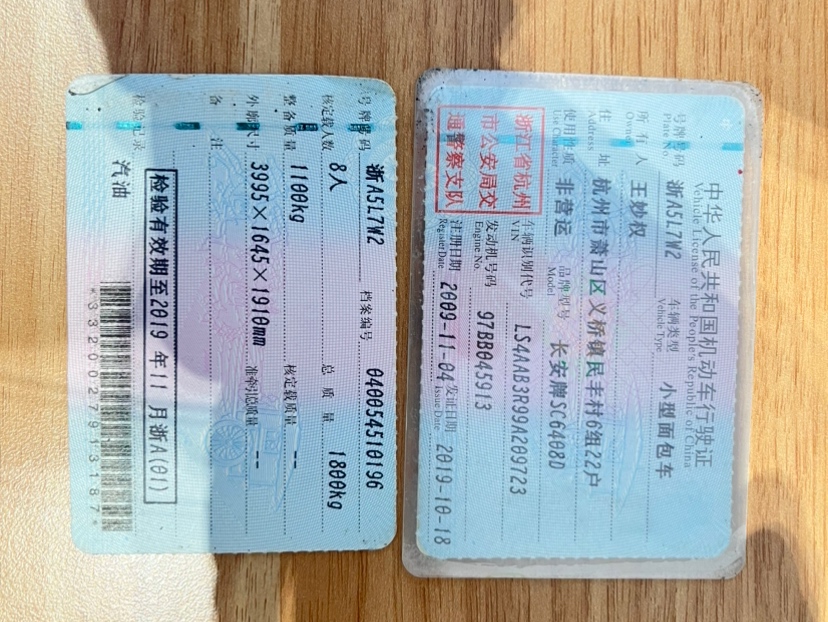 中华人民共和国机动车行驶证
Vehicle License of the People's Republic of China
号牌号码 浙A5L7W2 车辆类型 小型面包车
Plate No. Vehicle Type
所有人 王妙权
Owner
住址 杭州市萧山区义桥镇民丰村6组22户
Address
使用性质 非营运 品牌型号 长安牌SC6408D
Use Character Model
浙江省杭州
市公安局交
通警察支队
车辆识别代号 LS4AAB3R99A209723
VIN
发动机号码 97BB045913
Engine No.
注册日期 2009-11-04 发证日期 2019-10-18
Register Date Issue Date
号牌号码 浙A5L7W2 档案编号 040054510196
核定载人数 8人 总质量 1800kg
整备质量 1100kg 核定载质量 --
外廓尺寸 3995×1645×1910mm 准牵引总质量 --
备注
检验有效期至2019年11月浙A(01)
检验记录
汽油
*3320027913187*